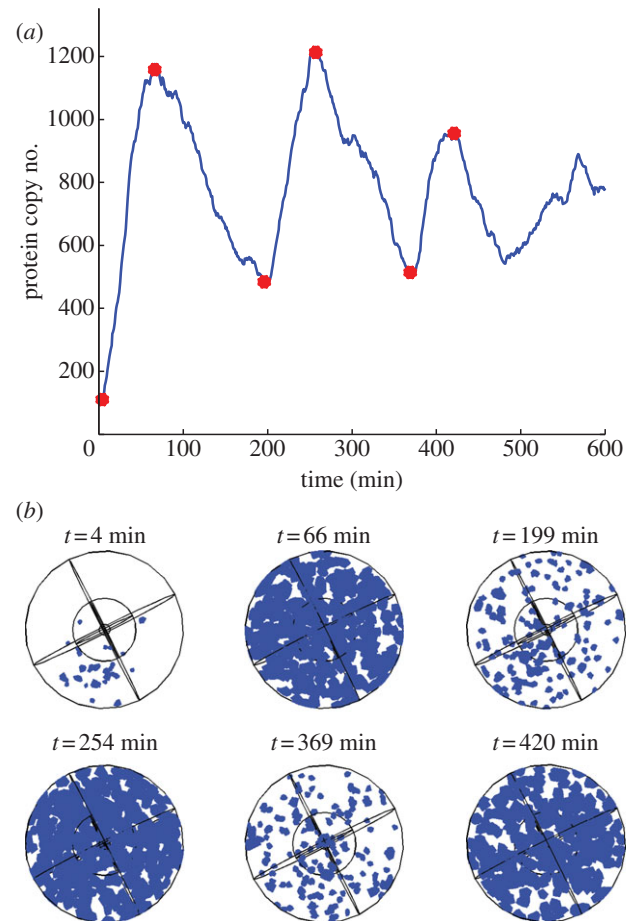 (a)
1200
1000
800
600
400
200
protein copy no.
0 100 200 300 400 500 600
time (min)
(b)
t=4 min t=66 min t=199 min
t=254 min t=369 min t=420 min